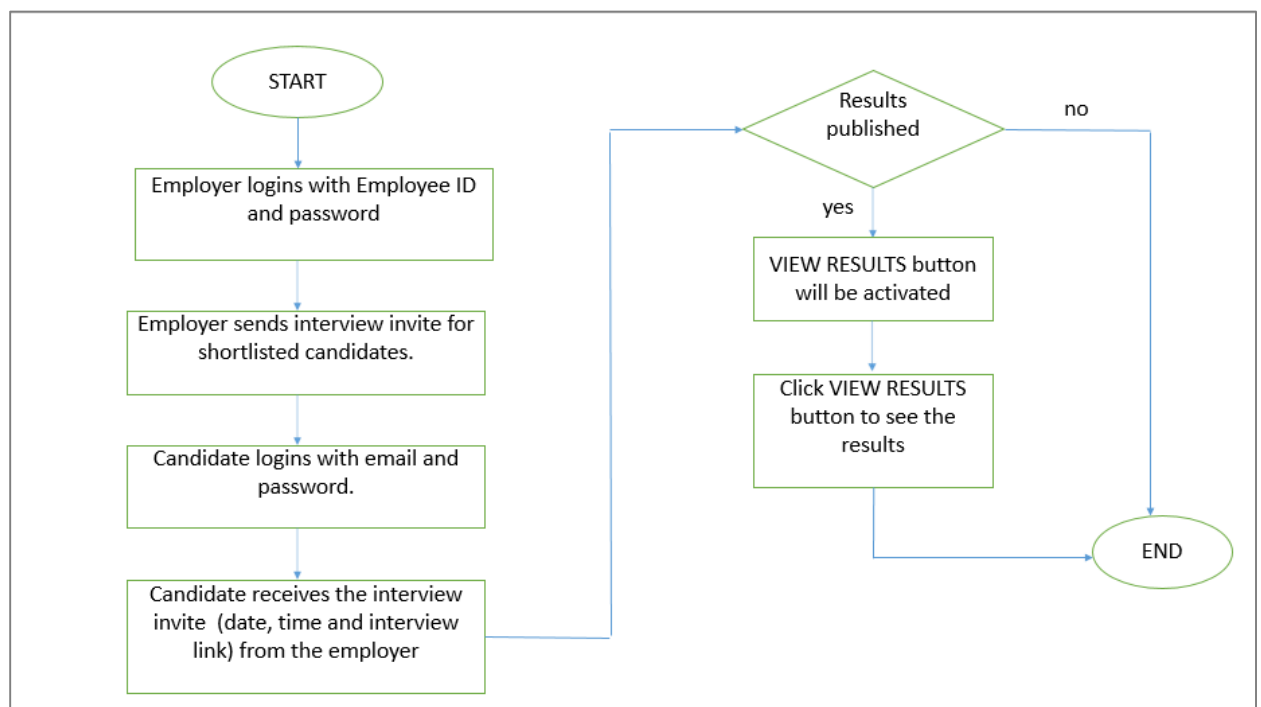 START
Employer logins with Employee ID
and password
Employer sends interview invite for
shortlisted candidates.
Candidate logins with email and
password.
Candidate receives the interview
invite  (date, time and interview
link) from the employer
Results
published
no
yes
VIEW RESULTS button
will be activated
Click VIEW RESULTS
button to see the
results
END